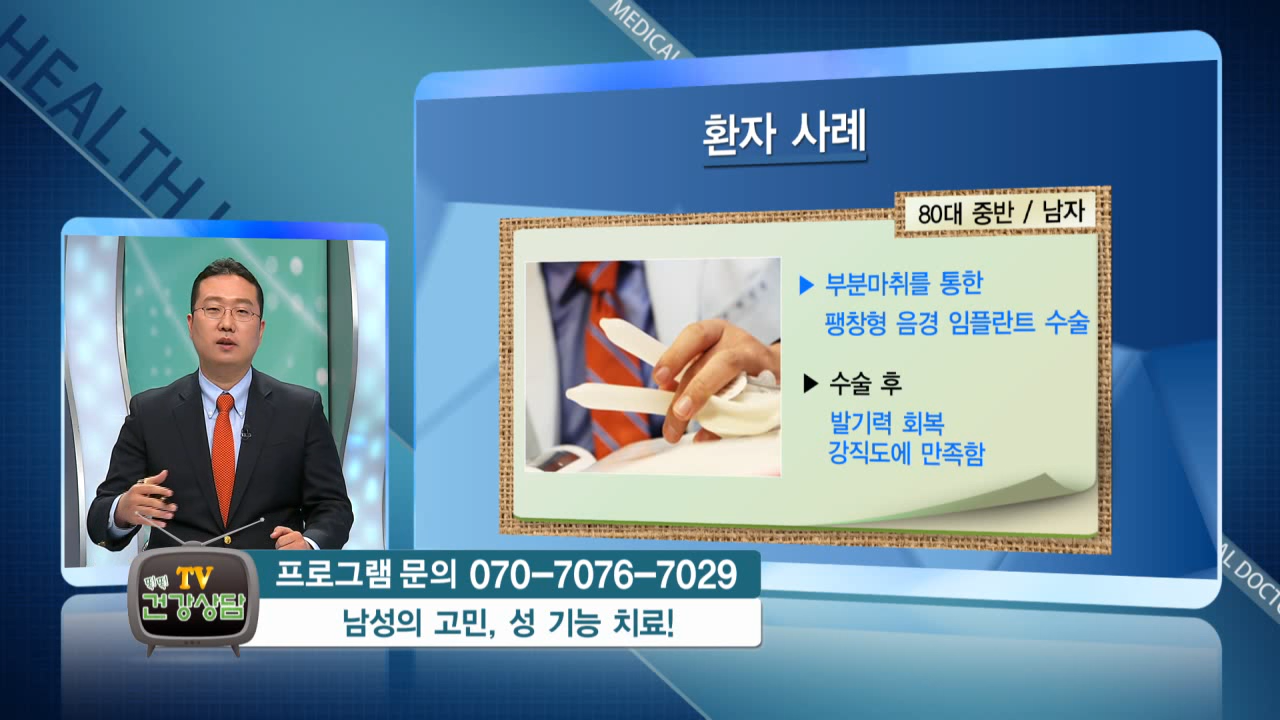 HEALTH
MEDICAL
환자 사례
80대 중반 / 남자
▶ 부분마취를 통한
팽창형 음경 임플란트 수술
▶ 수술 후
발기력 회복
강직도에 만족함
TV
건강상담
프로그램 문의 070-7076-7029
남성의 고민, 성 기능 치료!